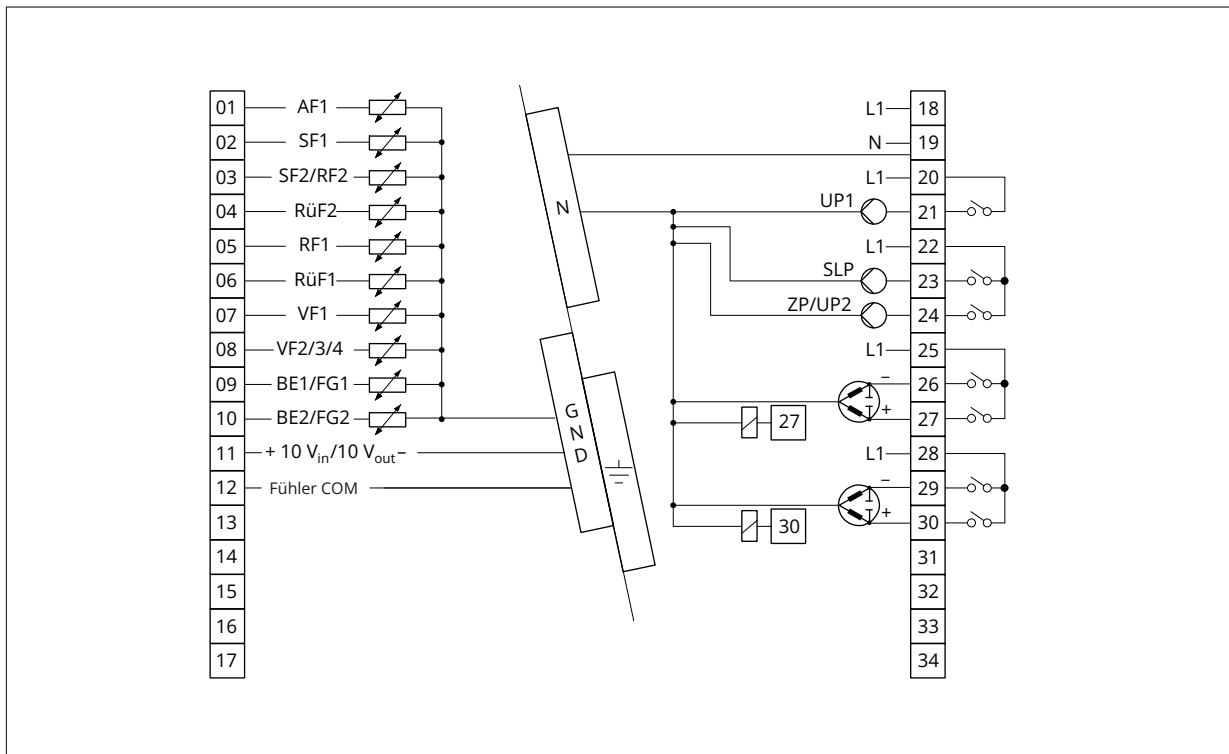 01 AF1
02 SF1
03 SF2/RF2
04 RüF2
05 RF1
06 RüF1
07 VF1
08 VF2/3/4
09 BE1/FG1
10 BE2/FG2
11 + 10 Vin/10 Vout–
12 Fühler COM
13
14
15
16
17
N
GND
L1 18
N 19
L1 20
UP1 21
L1 22
SLP 23
ZP/UP2 24
L1 25
– 26
+ 27
27
L1 28
– 29
+ 30
30
31
32
33
34